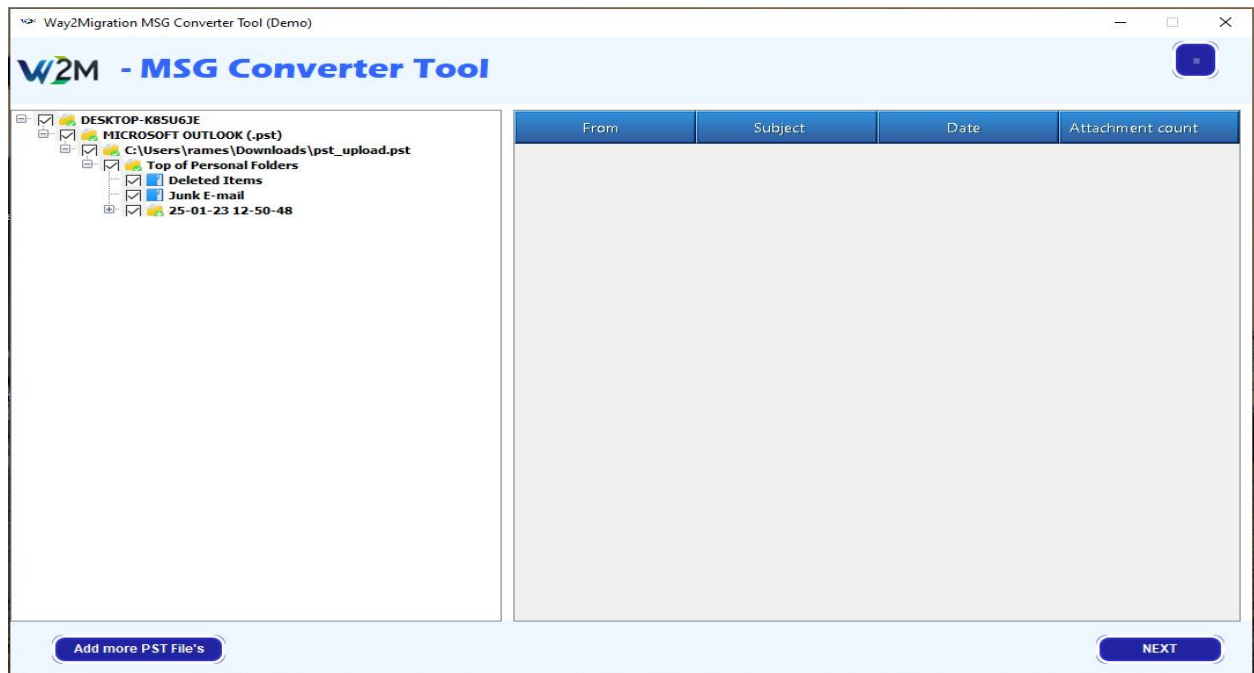 Way2Migration MSG Converter Tool (Demo)
W2M - MSG Converter Tool
DESKTOP-K85U6JE
MICROSOFT OUTLOOK (.pst)
C:\Users\rames\Downloads\pst_upload.pst
Top of Personal Folders
Deleted Items
Junk E-mail
25-01-23 12-50-48
From Subject Date Attachment count
Add more PST File's
NEXT